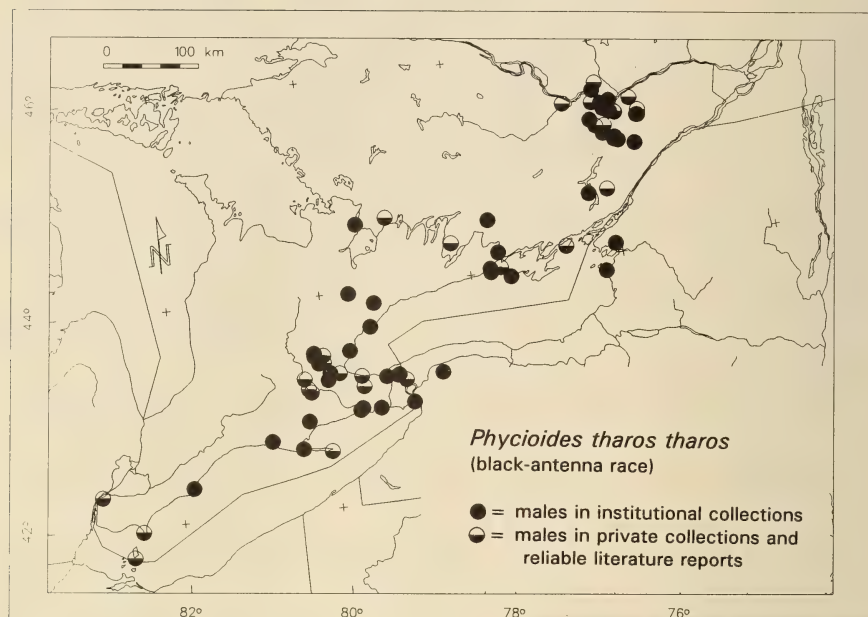 0 100 km
46°
44°
42°
N
Phycioides tharos tharos
(black-antenna race)
= males in institutional collections
= males in private collections and
reliable literature reports
82° 80° 78° 76°